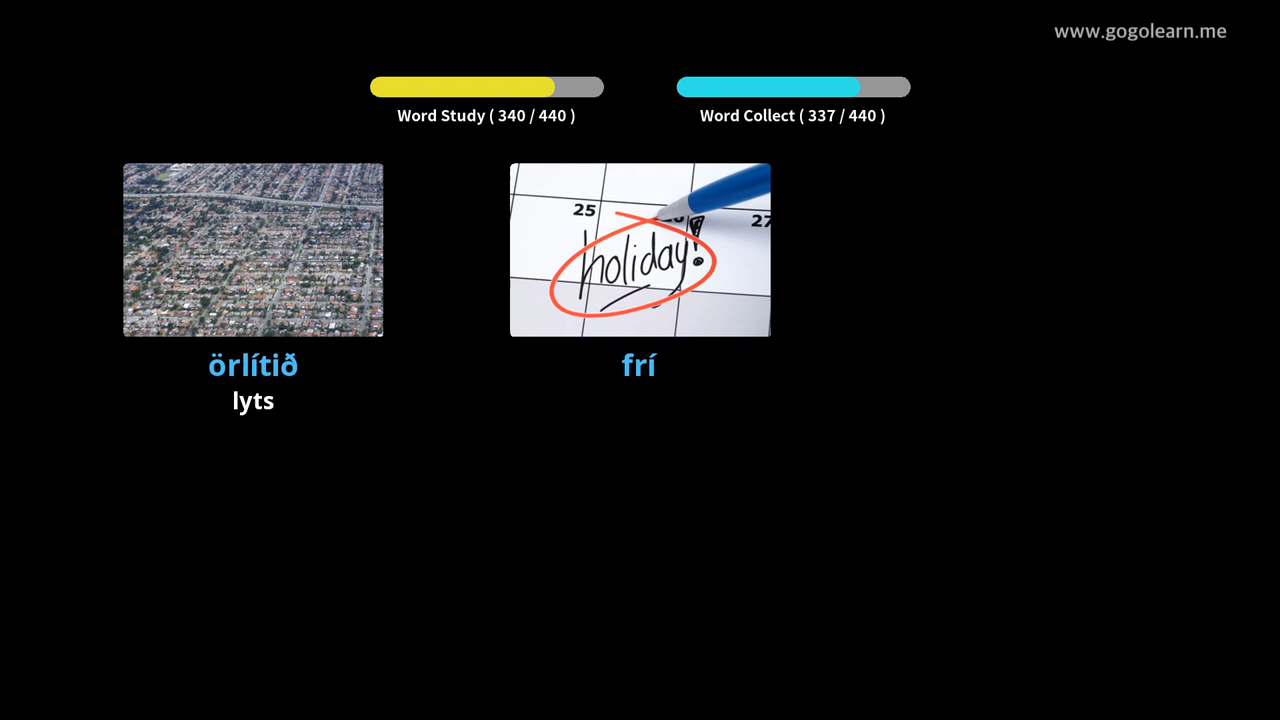 www.gogolearn.me
Word Study ( 340 / 440 )
Word Collect ( 337 / 440 )
25
27
holiday!
örlítið
lyts
frí